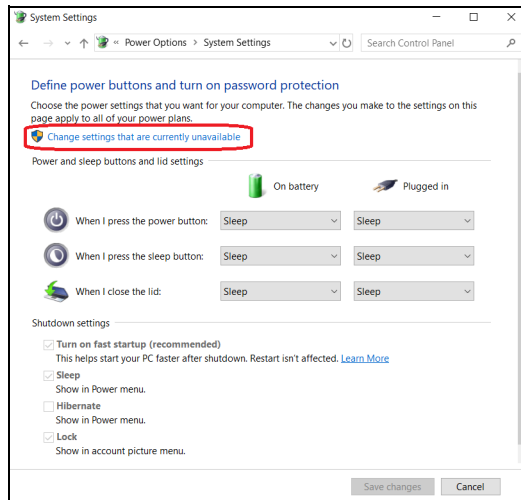 System Settings
« Power Options > System Settings
Search Control Panel
Define power buttons and turn on password protection
Choose the power settings that you want for your computer. The changes you make to the settings on this
page apply to all of your power plans.
Change settings that are currently unavailable
Power and sleep buttons and lid settings
On battery Plugged in
When I press the power button: Sleep Sleep
When I press the sleep button: Sleep Sleep
When I close the lid: Sleep Sleep
Shutdown settings
Turn on fast startup (recommended)
This helps start your PC faster after shutdown. Restart isn't affected. Learn More
Sleep
Show in Power menu.
Hibernate
Show in Power menu.
Lock
Show in account picture menu.
Save changes Cancel